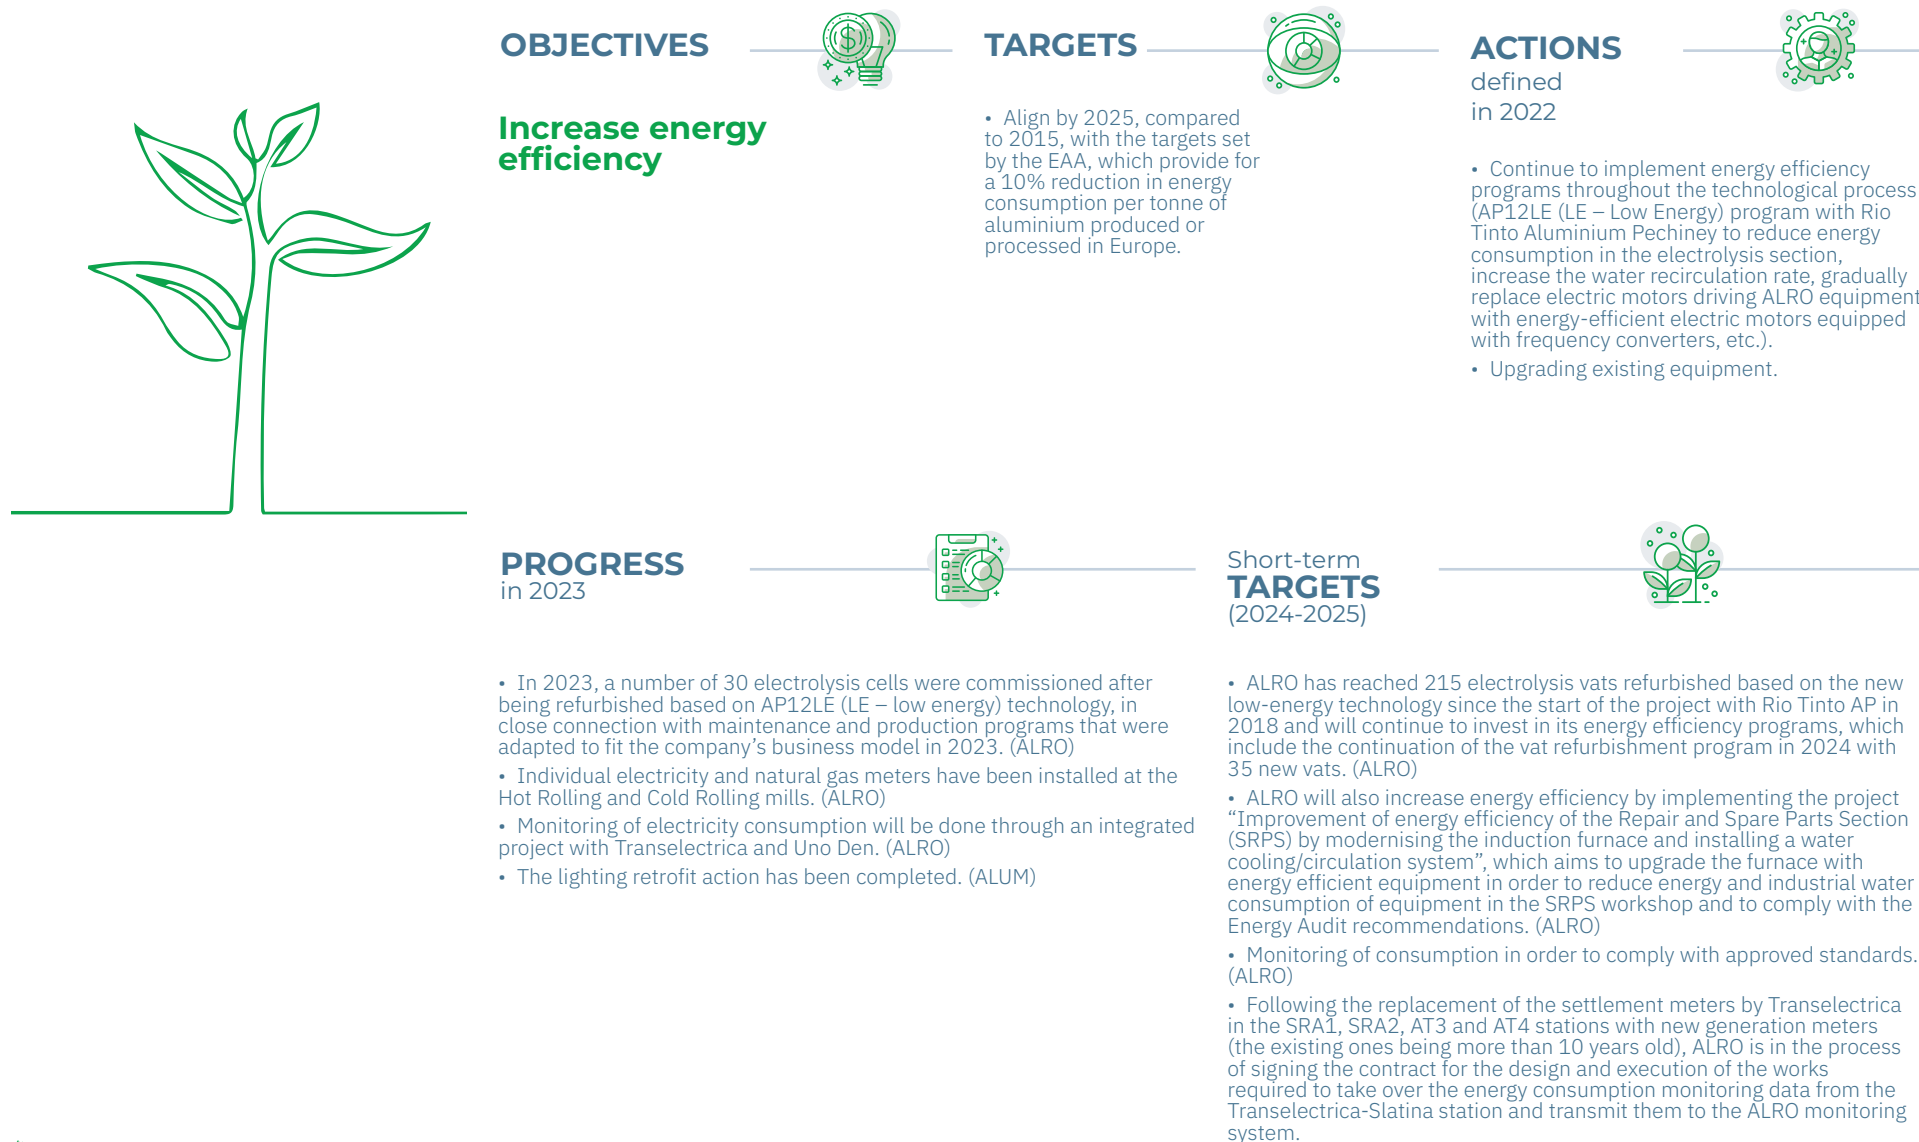 OBJECTIVES
Increase energy
efficiency
TARGETS
• Align by 2025, compared
to 2015, with the targets set
by the EAA, which provide for
a 10% reduction in energy
consumption per tonne of
aluminium produced or
processed in Europe.
ACTIONS
defined
in 2022
• Continue to implement energy efficiency
programs throughout the technological process
(AP12LE (LE – Low Energy) program with Rio
Tinto Aluminium Pechiney to reduce energy
consumption in the electrolysis section,
increase the water recirculation rate, gradually
replace electric motors driving ALRO equipment
with energy-efficient electric motors equipped
with frequency converters, etc.).
• Upgrading existing equipment.
PROGRESS
in 2023
• In 2023, a number of 30 electrolysis cells were commissioned after
being refurbished based on AP12LE (LE – low energy) technology, in
close connection with maintenance and production programs that were
adapted to fit the company’s business model in 2023. (ALRO)
• Individual electricity and natural gas meters have been installed at the
Hot Rolling and Cold Rolling mills. (ALRO)
• Monitoring of electricity consumption will be done through an integrated
project with Transelectrica and Uno Den. (ALRO)
• The lighting retrofit action has been completed. (ALUM)
Short-term
TARGETS
(2024-2025)
• ALRO has reached 215 electrolysis vats refurbished based on the new
low-energy technology since the start of the project with Rio Tinto AP in
2018 and will continue to invest in its energy efficiency programs, which
include the continuation of the vat refurbishment program in 2024 with
35 new vats. (ALRO)
• ALRO will also increase energy efficiency by implementing the project
“Improvement of energy efficiency of the Repair and Spare Parts Section
(SRPS) by modernising the induction furnace and installing a water
cooling/circulation system”, which aims to upgrade the furnace with
energy efficient equipment in order to reduce energy and industrial water
consumption of equipment in the SRPS workshop and to comply with the
Energy Audit recommendations. (ALRO)
• Monitoring of consumption in order to comply with approved standards.
(ALRO)
• Following the replacement of the settlement meters by Transelectrica
in the SRA1, SRA2, AT3 and AT4 stations with new generation meters
(the existing ones being more than 10 years old), ALRO is in the process
of signing the contract for the design and execution of the works
required to take over the energy consumption monitoring data from the
Transelectrica-Slatina station and transmit them to the ALRO monitoring
system.